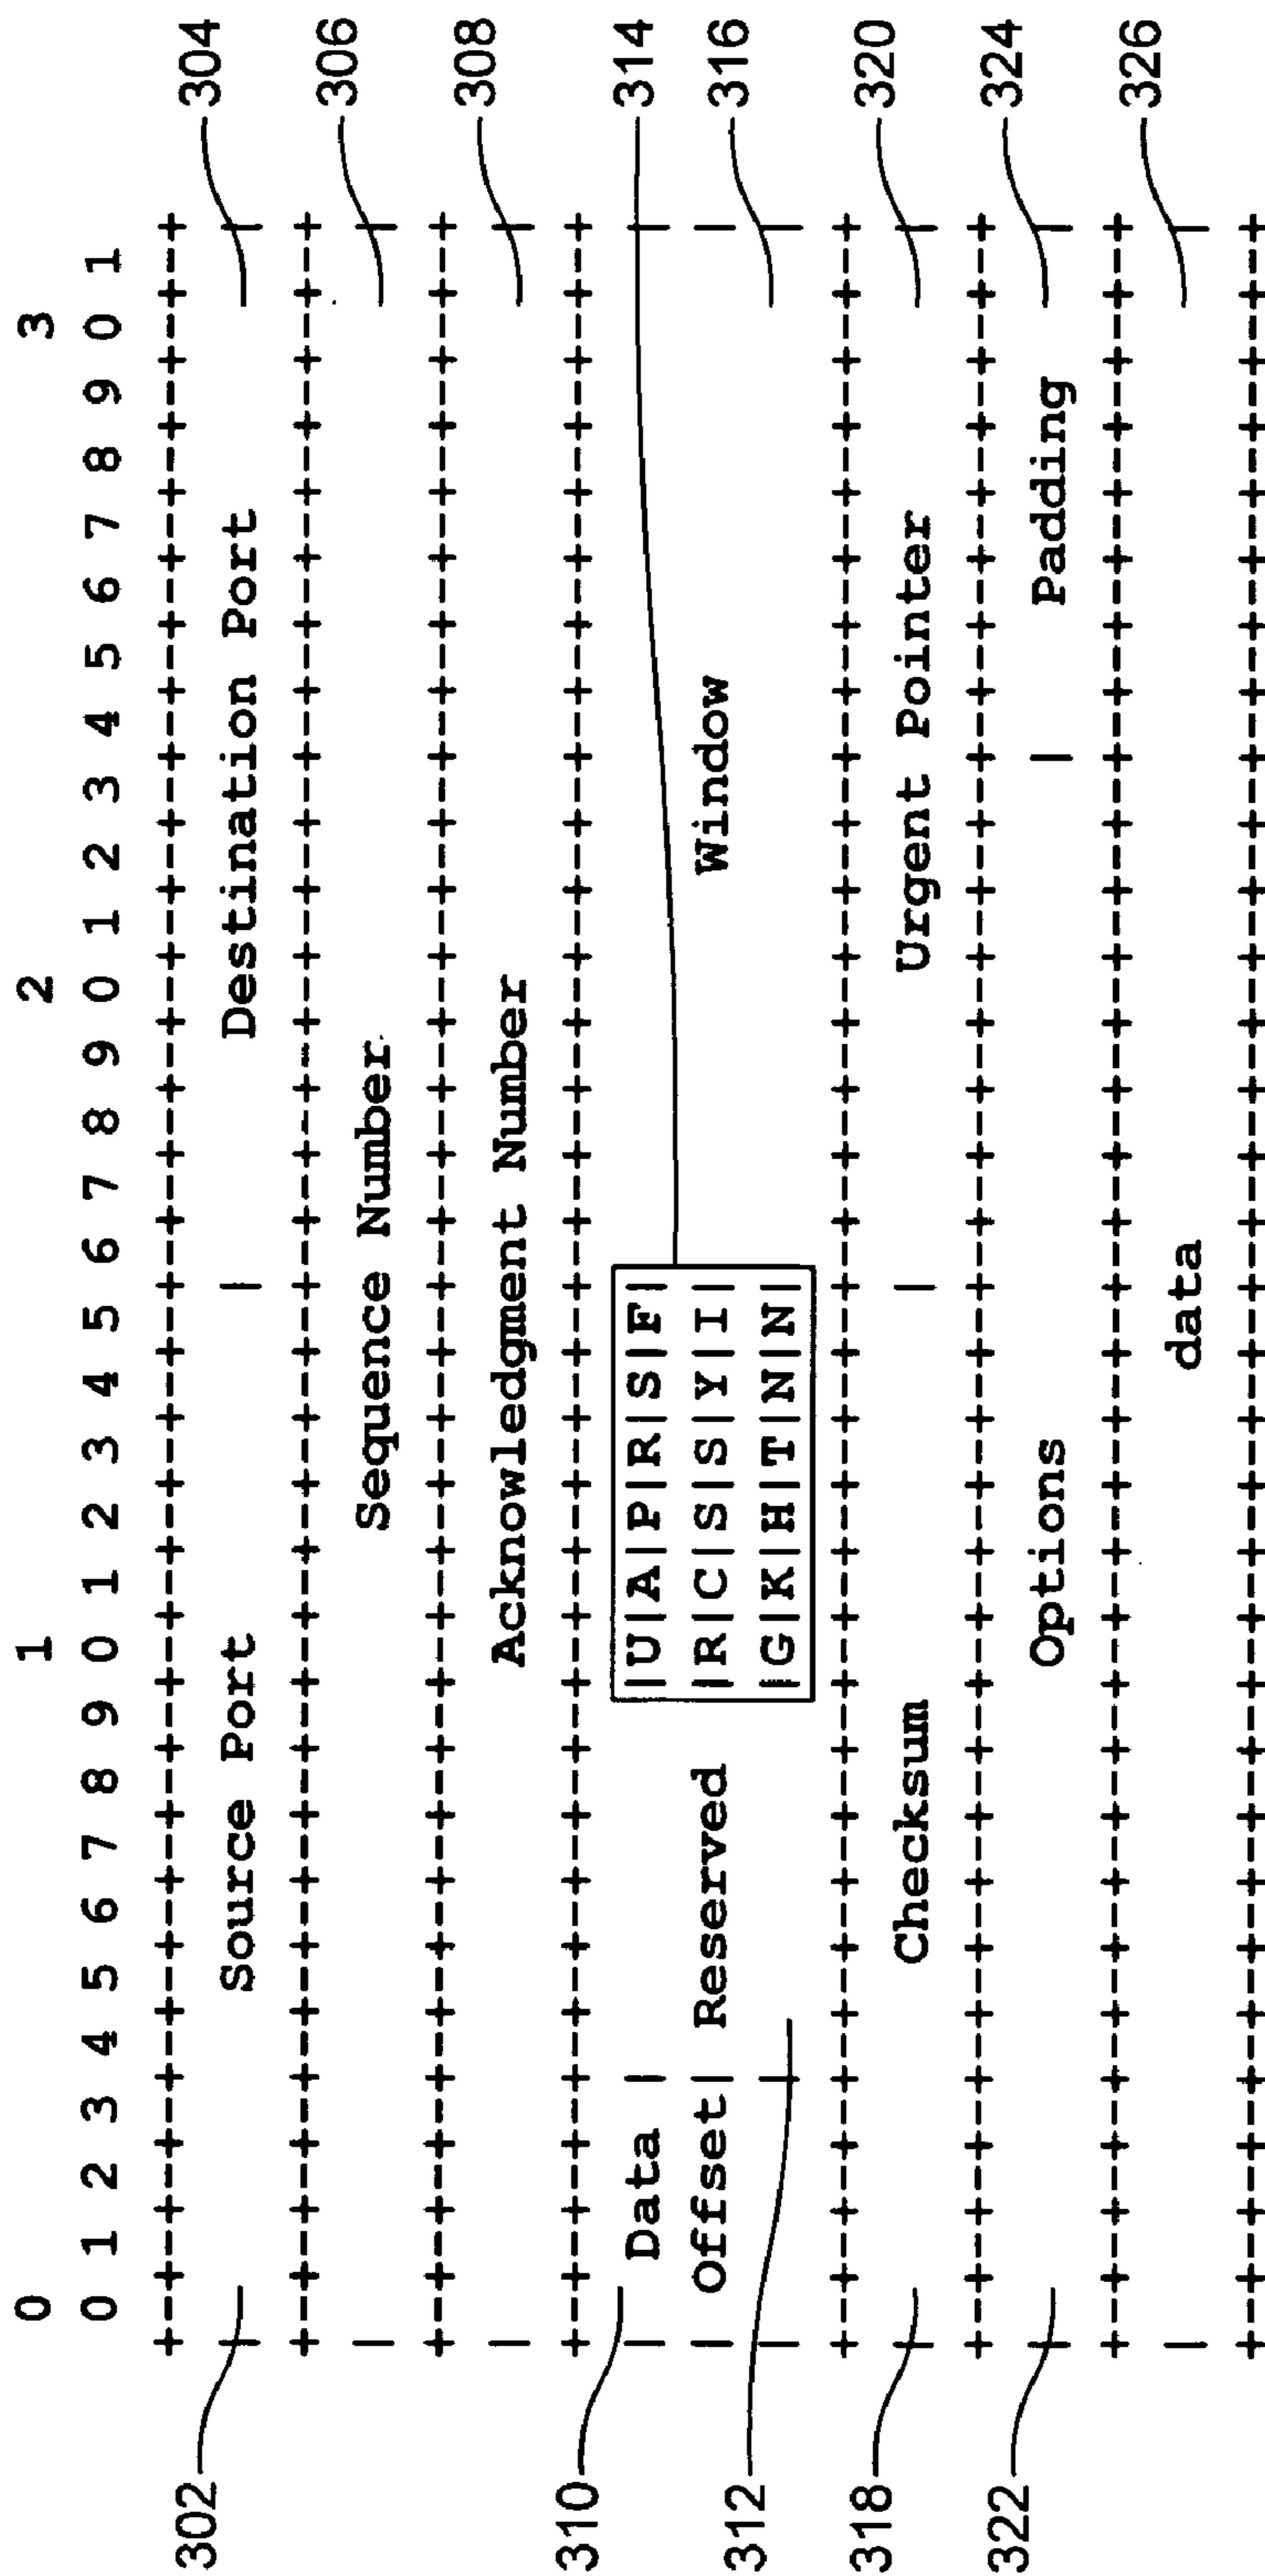 0                   1                   2                   3
0 1 2 3 4 5 6 7 8 9 0 1 2 3 4 5 6 7 8 9 0 1 2 3 4 5 6 7 8 9 0 1
+-+-+-+-+-+-+-+-+-+-+-+-+-+-+-+-+-+-+-+-+-+-+-+-+-+-+-+-+-+-+-+-+
302 | Source Port | Destination Port | 304
+-+-+-+-+-+-+-+-+-+-+-+-+-+-+-+-+-+-+-+-+-+-+-+-+-+-+-+-+-+-+-+-+
| Sequence Number | 306
+-+-+-+-+-+-+-+-+-+-+-+-+-+-+-+-+-+-+-+-+-+-+-+-+-+-+-+-+-+-+-+-+
| Acknowledgment Number | 308
+-+-+-+-+-+-+-+-+-+-+-+-+-+-+-+-+-+-+-+-+-+-+-+-+-+-+-+-+-+-+-+-+
310 | Data | |U|A|P|R|S|F| | 314
| Offset| Reserved |R|C|S|S|Y|I| Window |
312 | | |G|K|H|T|N|N| | 316
+-+-+-+-+-+-+-+-+-+-+-+-+-+-+-+-+-+-+-+-+-+-+-+-+-+-+-+-+-+-+-+-+
318 | Checksum | Urgent Pointer | 320
+-+-+-+-+-+-+-+-+-+-+-+-+-+-+-+-+-+-+-+-+-+-+-+-+-+-+-+-+-+-+-+-+
322 | Options | Padding | 324
+-+-+-+-+-+-+-+-+-+-+-+-+-+-+-+-+-+-+-+-+-+-+-+-+-+-+-+-+-+-+-+-+
| data | 326
+-+-+-+-+-+-+-+-+-+-+-+-+-+-+-+-+-+-+-+-+-+-+-+-+-+-+-+-+-+-+-+-+